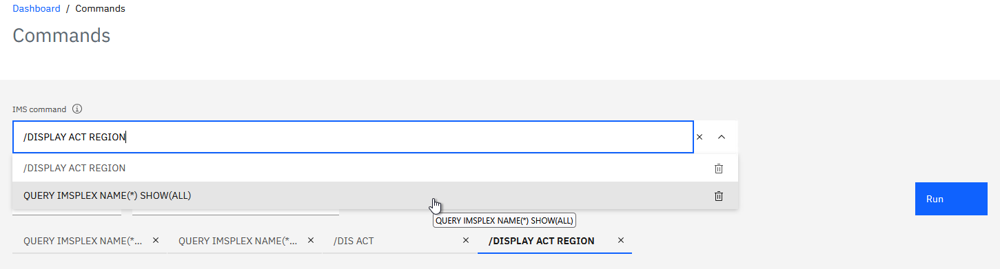 Dashboard / Commands
Commands
IMS command
/DISPLAY ACT REGION
/DISPLAY ACT REGION
QUERY IMSPLEX NAME(*) SHOW(ALL)
Run
QUERY IMSPLEX NAME(*) SHOW(ALL)
QUERY IMSPLEX NAME(*... QUERY IMSPLEX NAME(*... /DIS ACT /DISPLAY ACT REGION